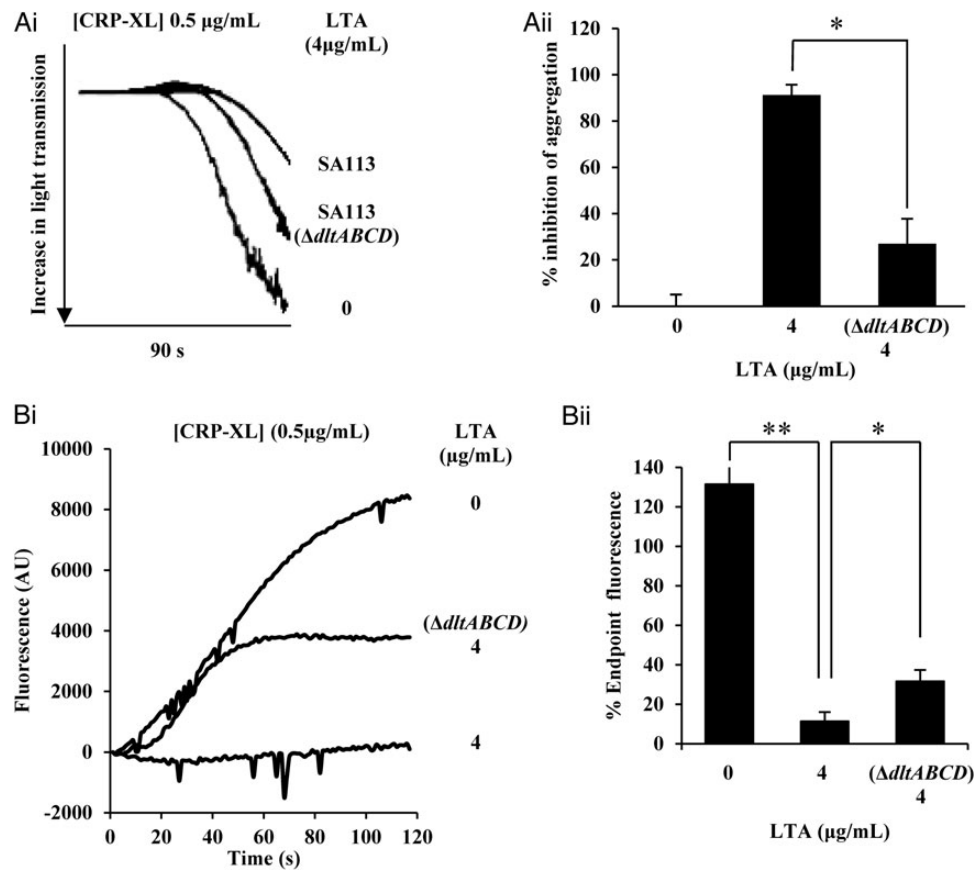 Ai
[CRP-XL] 0.5 µg/mL
LTA
(4µg/mL)
Increase in light transmission
SA113
SA113
(ΔdltABCD)
0
90 s
Aii
*
% inhibition of aggregation
120
100
80
60
40
20
0
0
4
(ΔdltABCD)
4
LTA (µg/mL)
Bi
[CRP-XL] (0.5µg/mL)
LTA
(µg/mL)
Fluorescence (AU)
10000
8000
6000
4000
2000
0
-2000
0
(ΔdltABCD)
4
4
0 20 40 60 80 100 120
Time (s)
Bii
** *
% Endpoint fluorescence
140
120
100
80
60
40
20
0
0
4
(ΔdltABCD)
4
LTA (µg/mL)